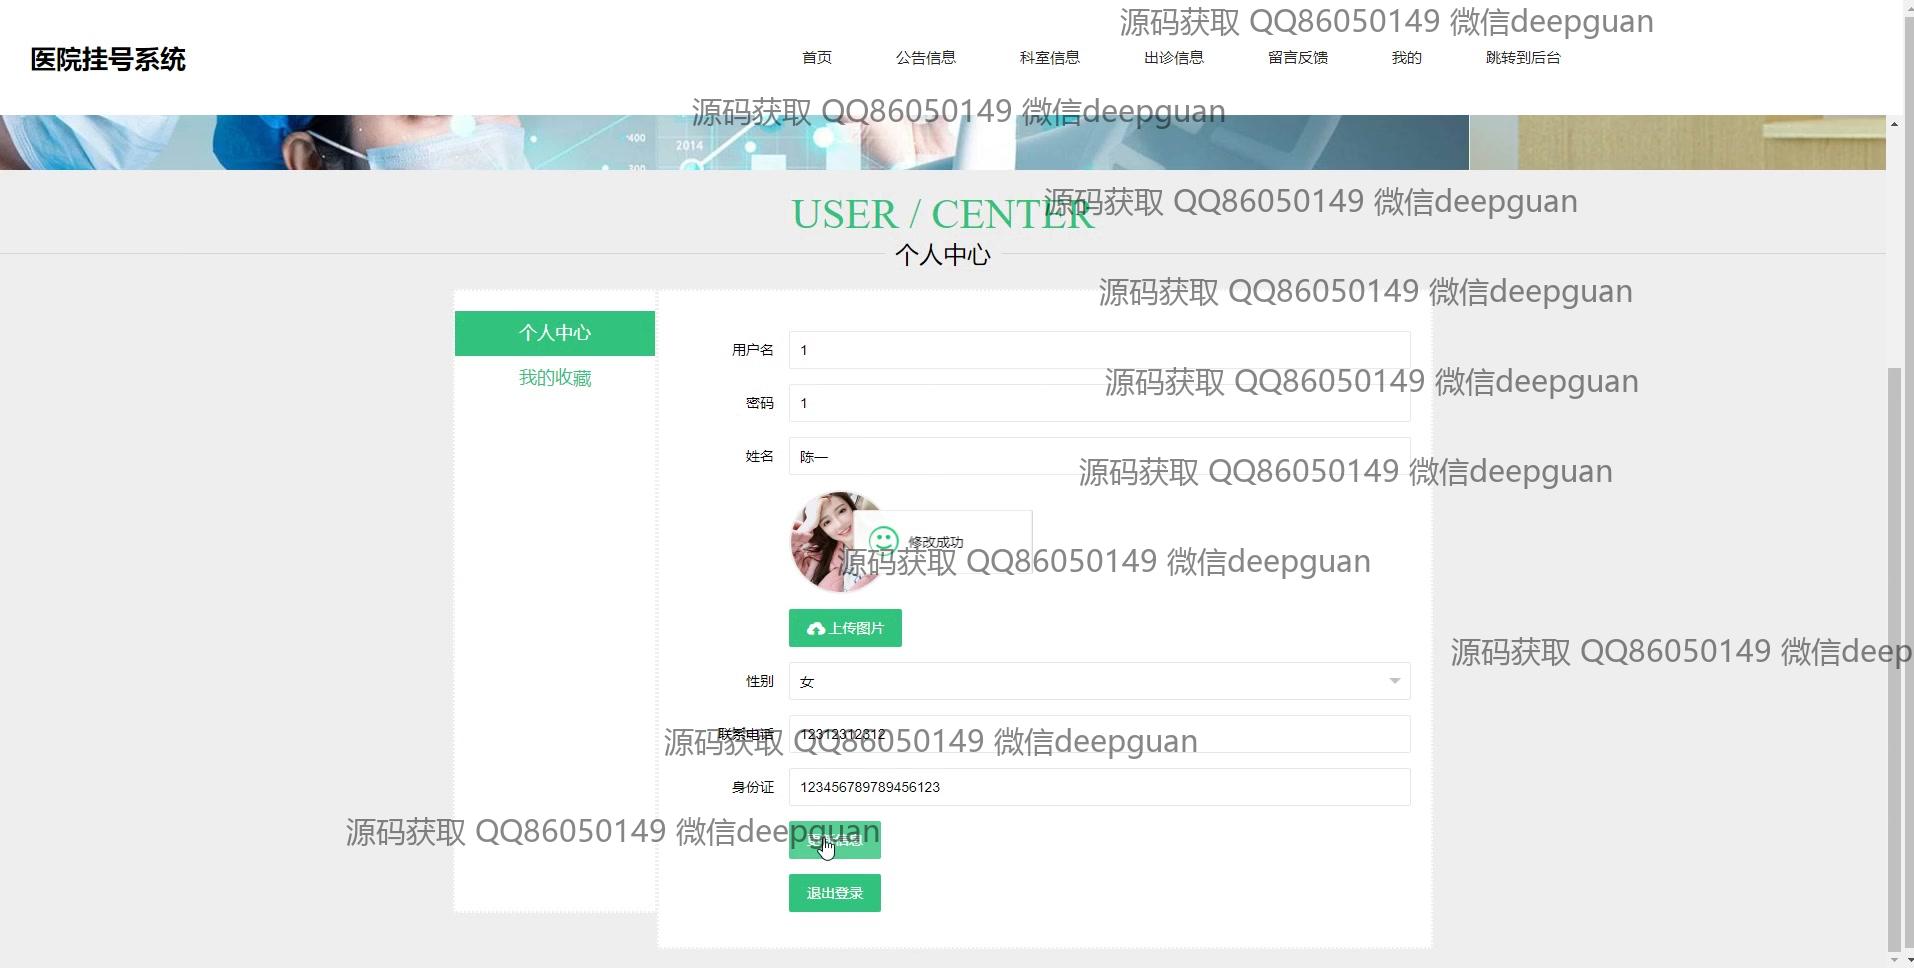 源码获取 QQ86050149 微信deepguan
医院挂号系统
首页 公告信息 科室信息 出诊信息 留言反馈 我的 跳转到后台
源码获取 QQ86050149 微信deepguan
400
2014
300
源码获取 QQ86050149 微信deepguan
USER / CENTER
个人中心
源码获取 QQ86050149 微信deepguan
个人中心
我的收藏
用户名 1
源码获取 QQ86050149 微信deepguan
密码 1
姓名 陈一
源码获取 QQ86050149 微信deepguan
修改成功
源码获取 QQ86050149 微信deepguan
上传图片
源码获取 QQ86050149 微信deep
性别 女
联系电话 12312312312
源码获取 QQ86050149 微信deepguan
身份证 123456789789456123
源码获取 QQ86050149 微信deepguan
更新信息
退出登录